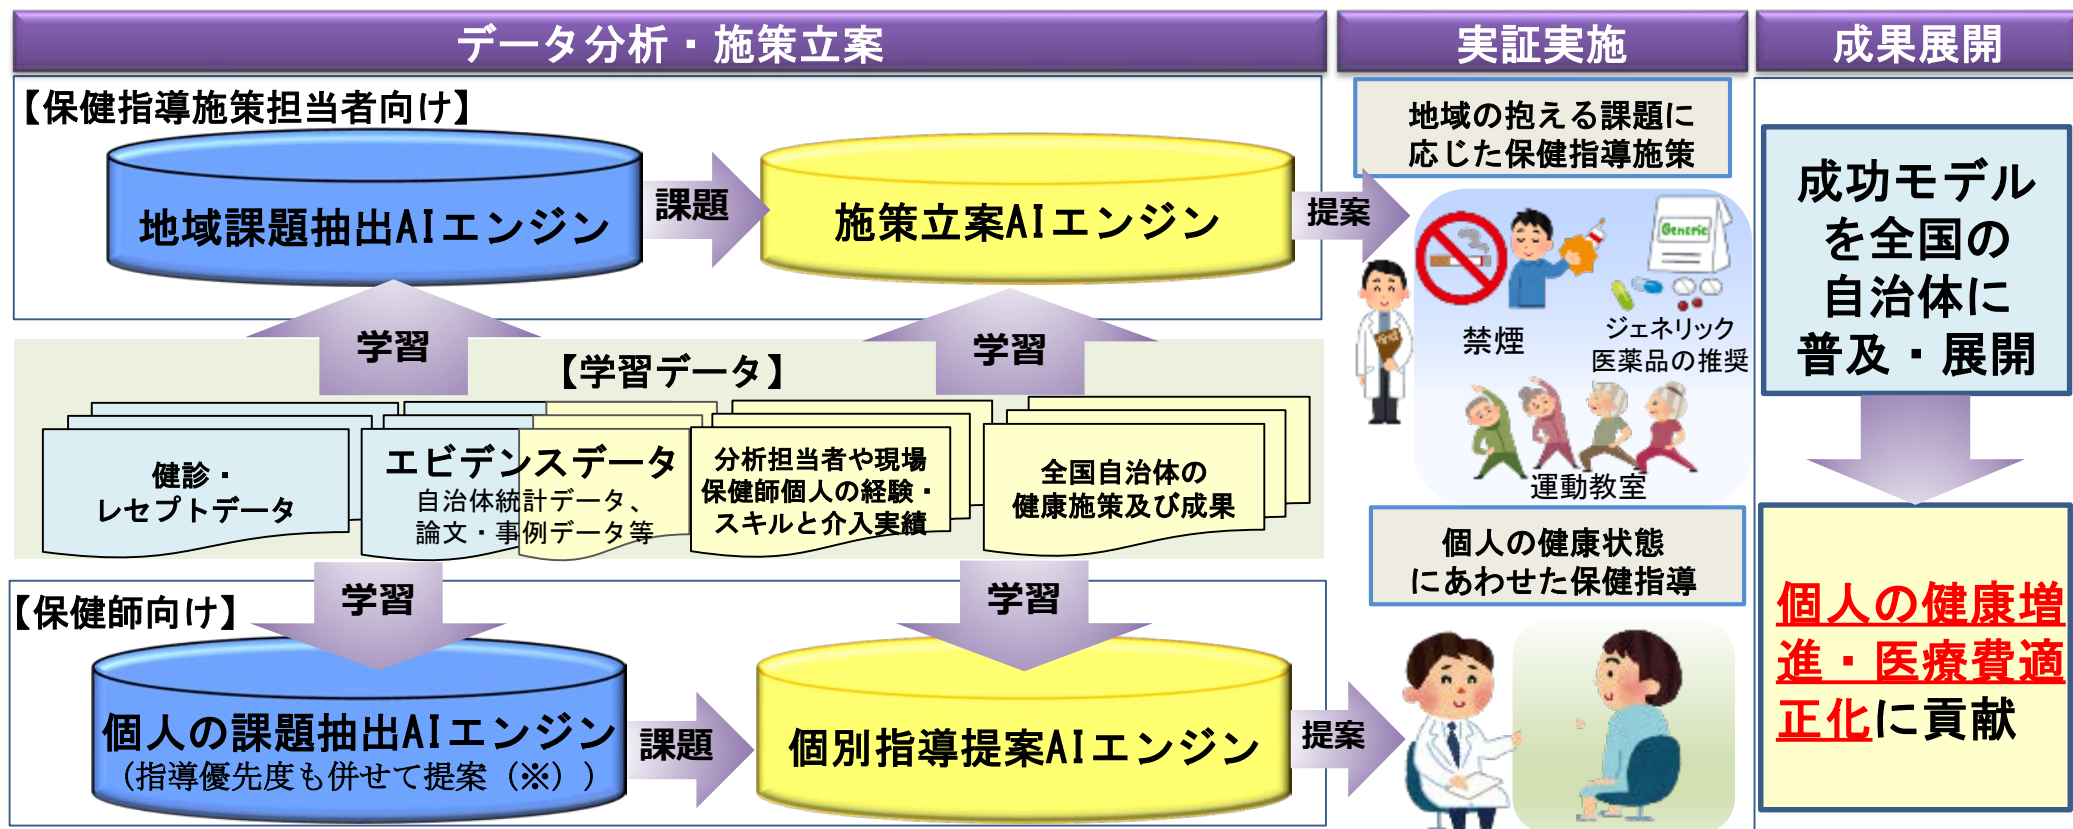 データ分析・施策立案
実証実施
成果展開
【保健指導施策担当者向け】
地域課題抽出AIエンジン
課題
施策立案AIエンジン
提案
学習
学習
【学習データ】
健診・
レセプトデータ
エビデンスデータ
自治体統計データ、
論文・事例データ等
分析担当者や現場
保健師個人の経験・
スキルと介入実績
全国自治体の
健康施策及び成果
学習
学習
【保健師向け】
個人の課題抽出AIエンジン
（指導優先度も併せて提案（※））
課題
個別指導提案AIエンジン
提案
地域の抱える課題に
応じた保健指導施策
Generic
禁煙
ジェネリック
医薬品の推奨
運動教室
個人の健康状態
にあわせた保健指導
成功モデル
を全国の
自治体に
普及・展開
個人の健康増
進・医療費適
正化に貢献